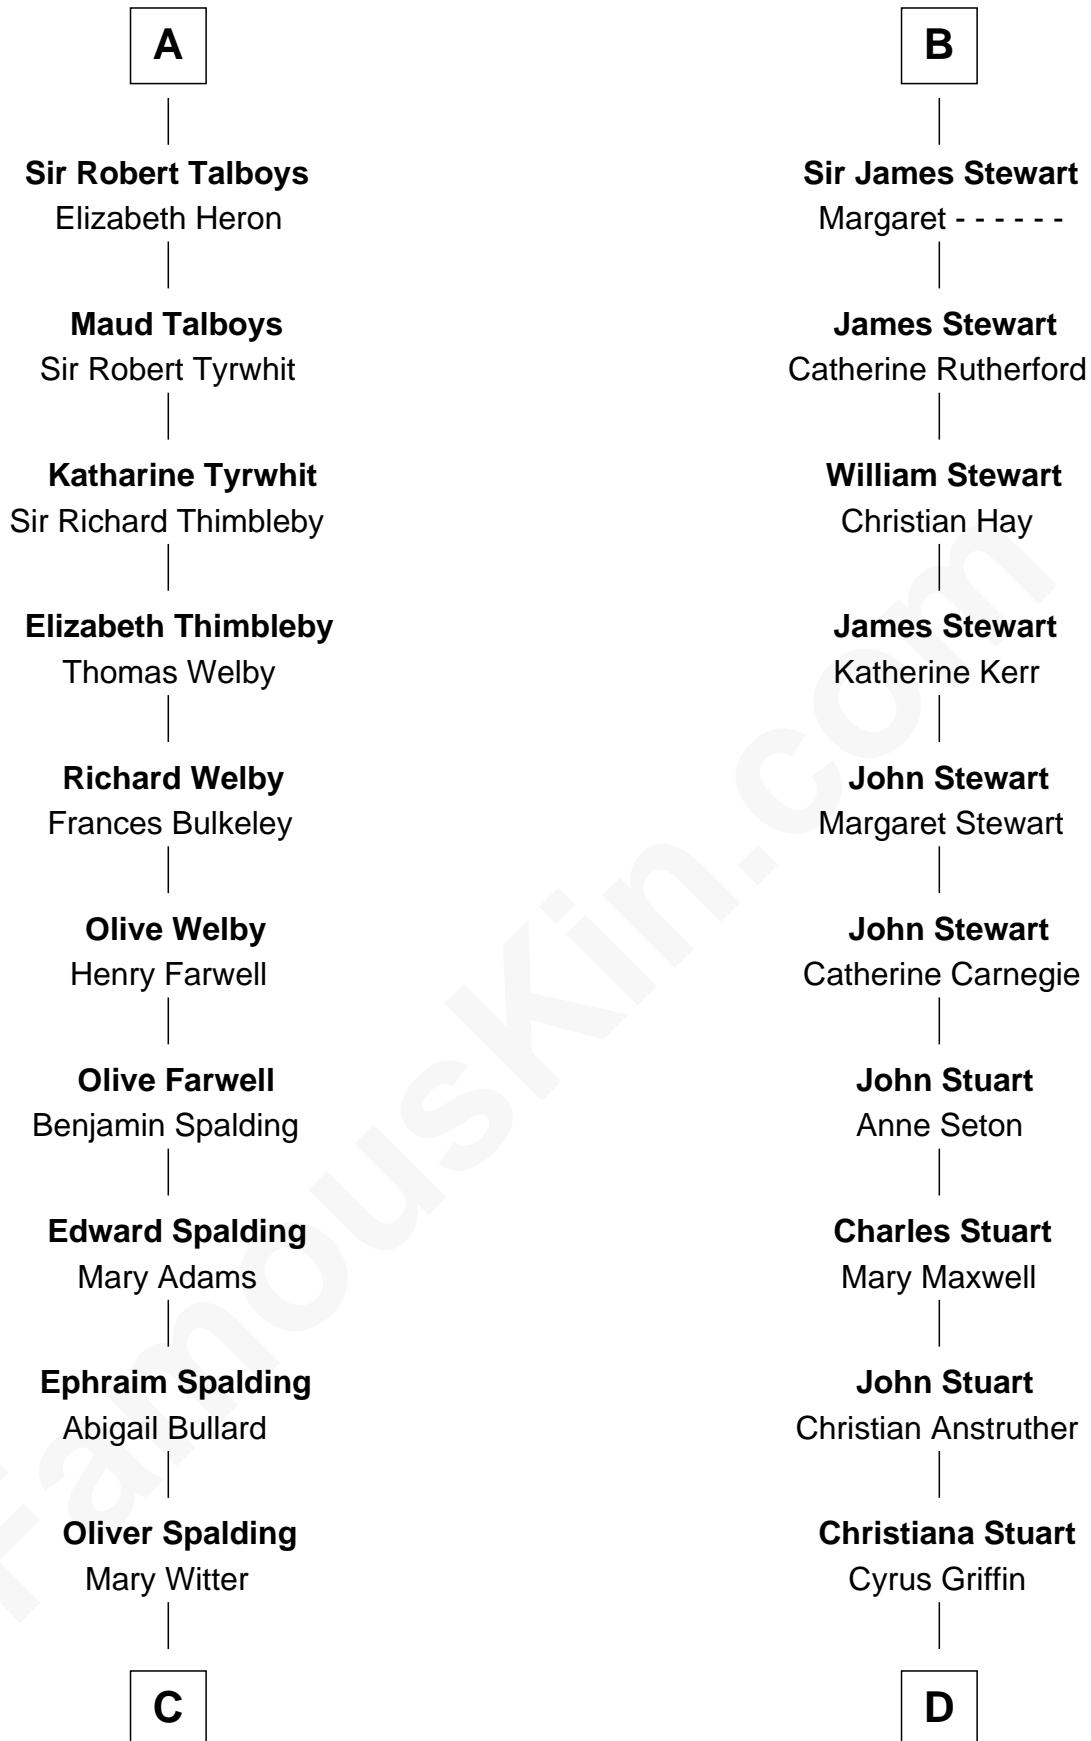 A
Sir Robert Talboys
Elizabeth Heron
Maud Talboys
Sir Robert Tyrwhit
Katharine Tyrwhit
Sir Richard Thimbleby
Elizabeth Thimbleby
Thomas Welby
Richard Welby
Frances Bulkeley
Olive Welby
Henry Farwell
Olive Farwell
Benjamin Spalding
Edward Spalding
Mary Adams
Ephraim Spalding
Abigail Bullard
Oliver Spalding
Mary Witter
C
B
Sir James Stewart
Margaret - - - - - -
James Stewart
Catherine Rutherford
William Stewart
Christian Hay
James Stewart
Katherine Kerr
John Stewart
Margaret Stewart
John Stewart
Catherine Carnegie
John Stuart
Anne Seton
Charles Stuart
Mary Maxwell
John Stuart
Christian Anstruther
Christiana Stuart
Cyrus Griffin
D
FamousKin.com